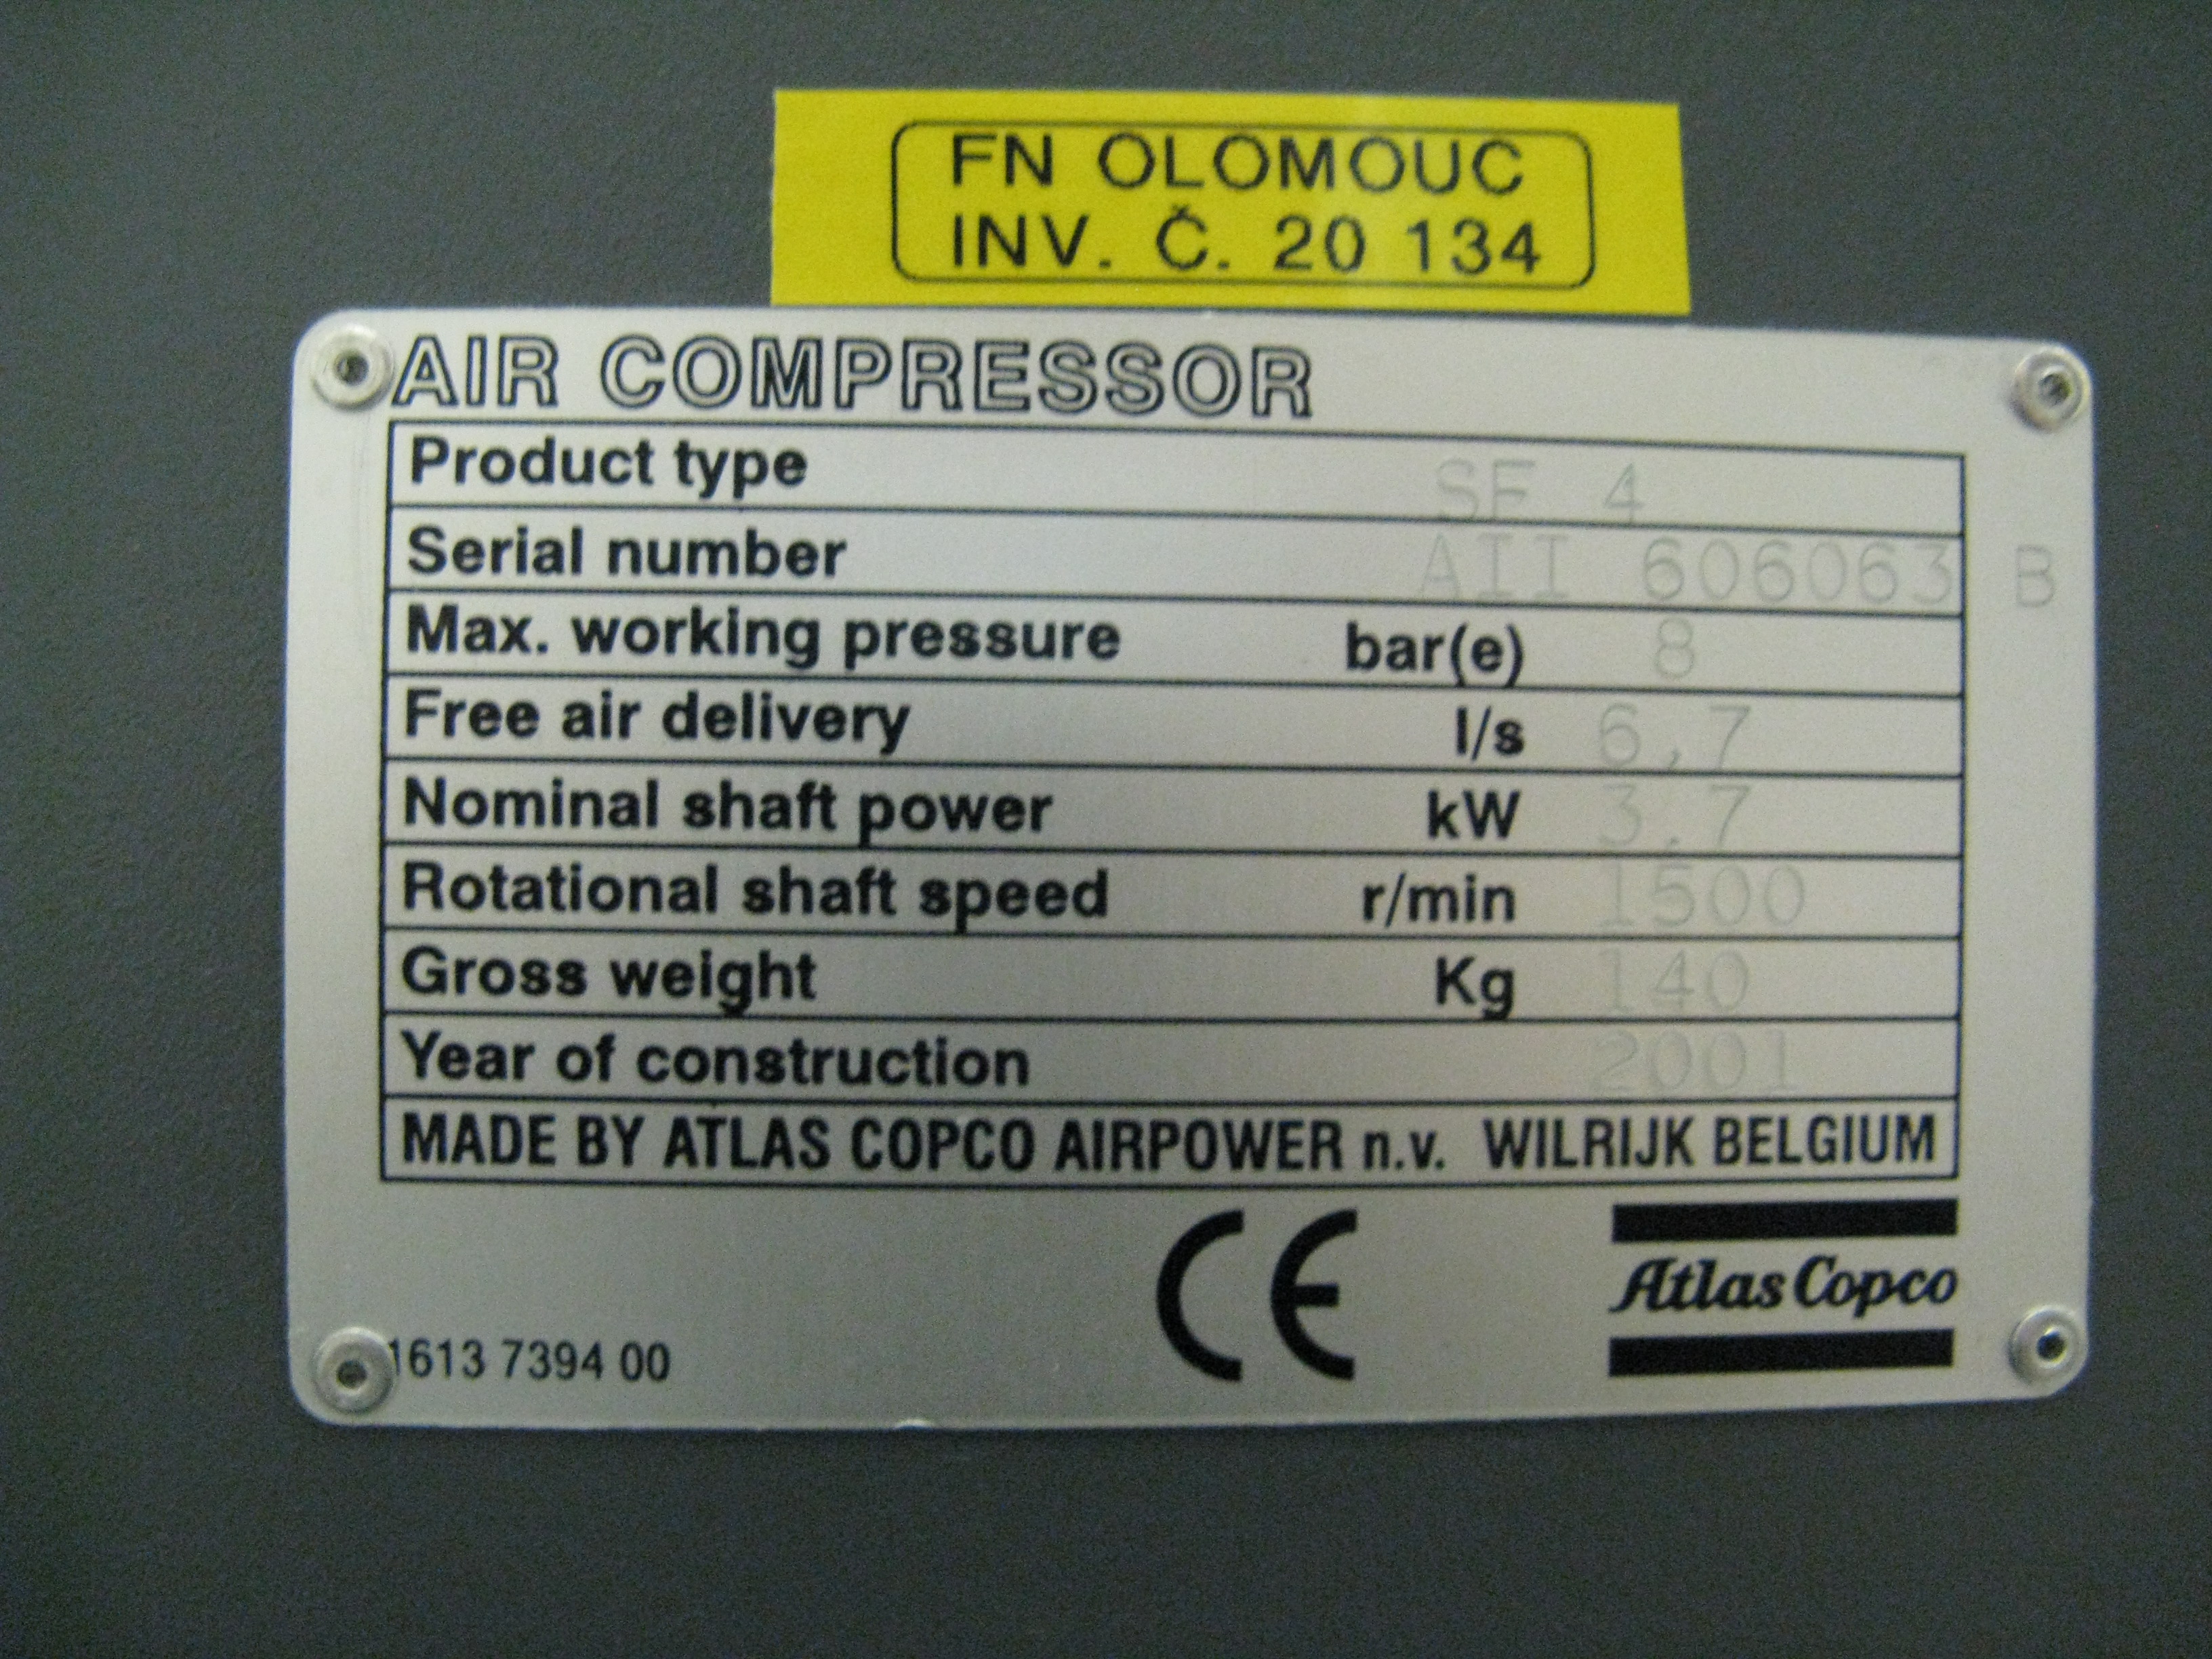 FN OLOMOUC
INV. Č. 20 134
AIR COMPRESSOR
Product type SF 4
Serial number AII 606063 B
Max. working pressure bar(e) 8
Free air delivery l/s 6,7
Nominal shaft power kW 3.7
Rotational shaft speed r/min 1500
Gross weight Kg 140
Year of construction 2001
MADE BY ATLAS COPCO AIRPOWER n.v. WILRIJK BELGIUM
CE
Atlas Copco
1613 7394 00